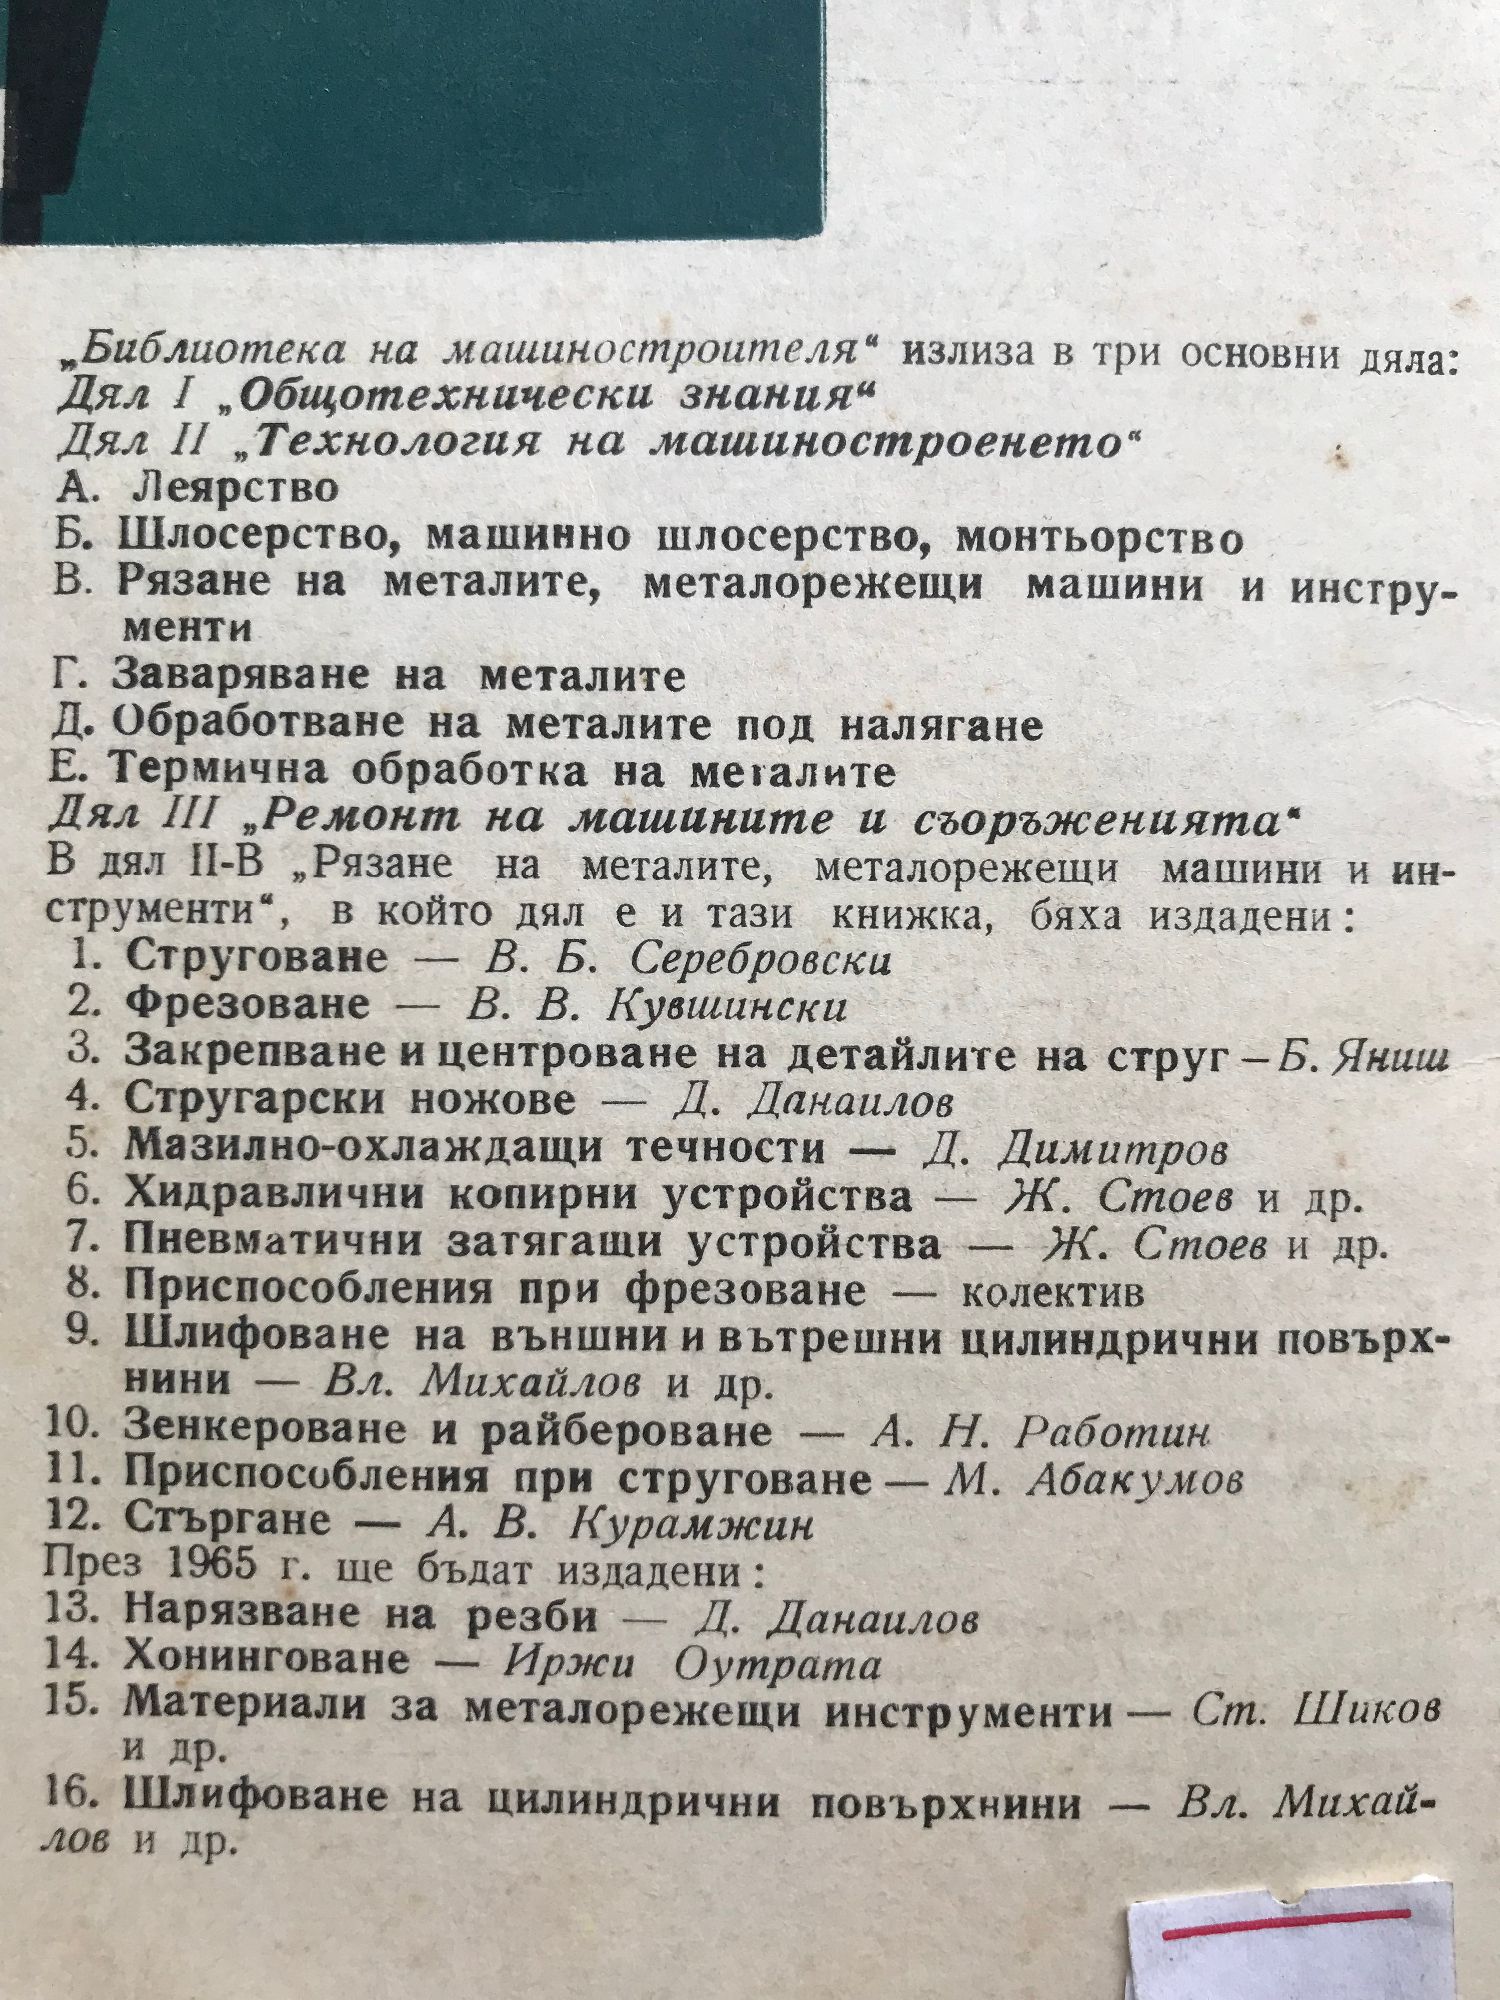 „Библиотека на машиностроителя“ излиза в три основни дяла:
Дял I „Общотехнически знания“
Дял II „Технология на машиностроенето“
А. Леярство
Б. Шлосерство, машинно шлосерство, монтьорство
В. Рязане на металите, металорежещи машини и инстру-
менти
Г. Заваряване на металите
Д. Обработване на металите под налягане
Е. Термична обработка на металите
Дял III „Ремонт на машините и съоръженията“
В дял II-В „Рязане на металите, металорежещи машини и ин-
струменти“, в който дял е и тази книжка, бяха издадени:
1. Струговане — В. Б. Серебровски
2. Фрезоване — В. В. Кувшински
3. Закрепване и центроване на детайлите на струг – Б. Яниш
4. Стругарски ножове — Д. Данаилов
5. Мазилно-охлаждащи течности — Д. Димитров
6. Хидравлични копирни устройства — Ж. Стоев и др.
7. Пневматични затягащи устройства — Ж. Стоев и др.
8. Приспособления при фрезоване — колектив
9. Шлифоване на външни и вътрешни цилиндрични повърх-
нини — Вл. Михайлов и др.
10. Зенкероване и райбероване — А. Н. Работин
11. Приспособления при струговане — М. Абакумов
12. Стъргане — А. В. Курамжин
През 1965 г. ще бъдат издадени:
13. Нарязване на резби — Д. Данаилов
14. Хонинговане — Иржи Оутрата
15. Материали за металорежещи инструменти — Ст. Шиков
и др.
16. Шлифоване на цилиндрични повърхнини — Вл. Михай-
лов и др.